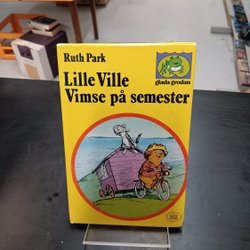 Ruth Park
glada grodan
Lille Ville
Vimse på semester